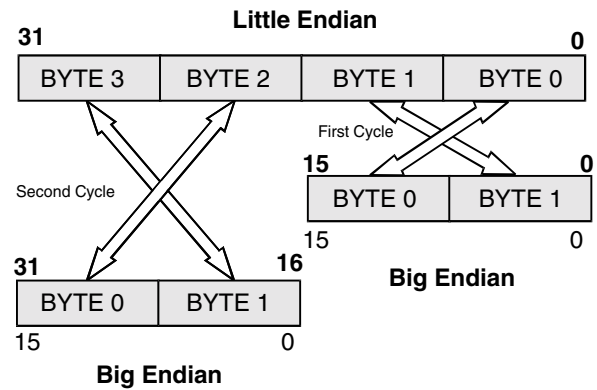 Little Endian
31 0
BYTE 3 BYTE 2 BYTE 1 BYTE 0
First Cycle
15 0
Second Cycle
BYTE 0 BYTE 1
15 0
31 16
Big Endian
BYTE 0 BYTE 1
15 0
Big Endian